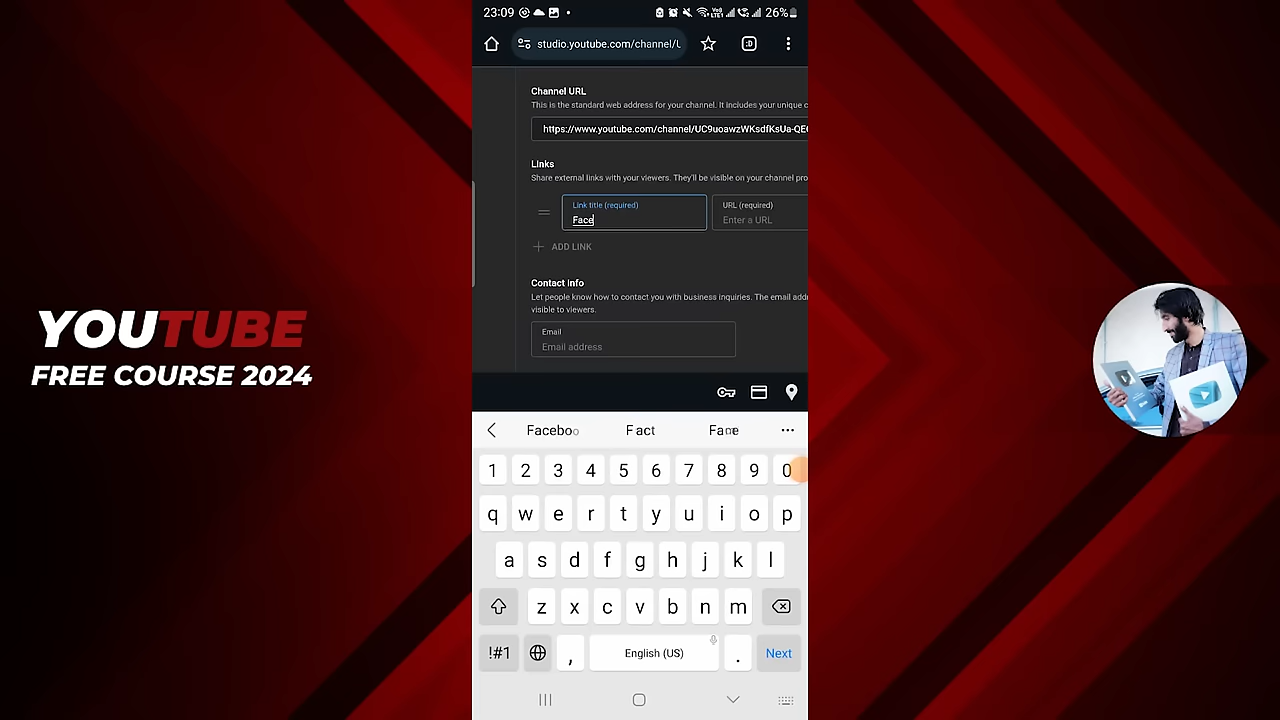 YOUTUBE
FREE COURSE 2024
23:09
26%
studio.youtube.com/channel/U
:D
Channel URL
This is the standard web address for your channel. It includes your unique c
https://www.youtube.com/channel/UC9uoawzWKsdfKsUa-QE
Links
Share external links with your viewers. They'll be visible on your channel pro
Link title (required)
Face
URL (required)
Enter a URL
ADD LINK
Contact info
Let people know how to contact you with business inquiries. The email add
visible to viewers.
Email
Email address
Facebo
Fact
1 2 3 4 5 6 7 8 9 0
q w e r t y u i o p
a s d f g h j k l
z x c v b n m
!#1 , English (US) . Next